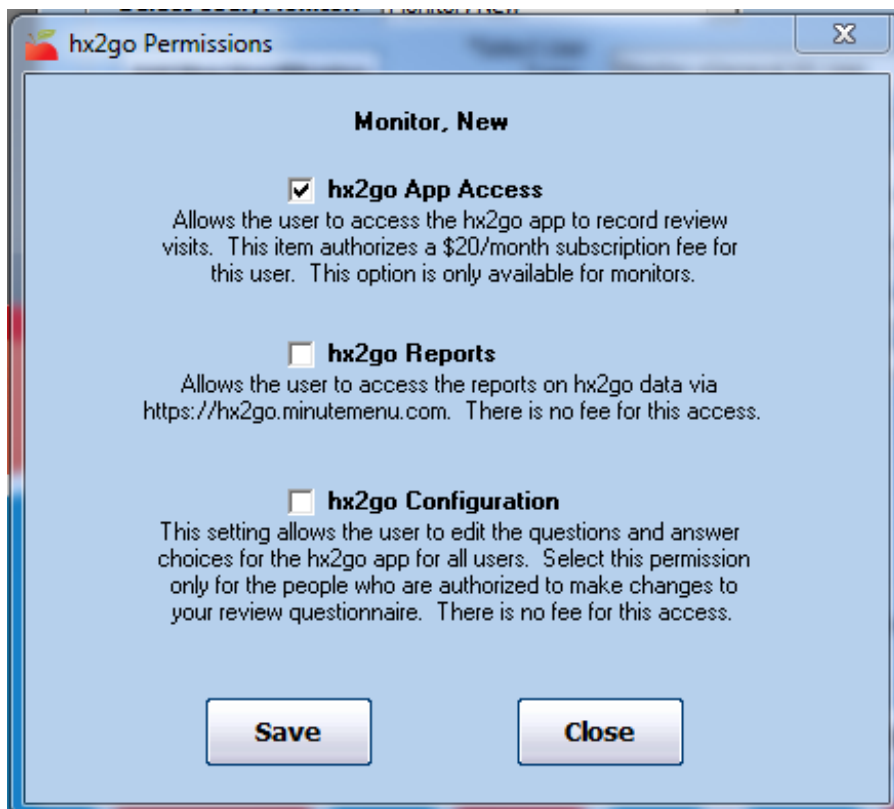 hx2go Permissions
Monitor, New
hx2go App Access
Allows the user to access the hx2go app to record review
visits.  This item authorizes a $20/month subscription fee for
this user.  This option is only available for monitors.
hx2go Reports
Allows the user to access the reports on hx2go data via
https://hx2go.minutemenu.com.  There is no fee for this access.
hx2go Configuration
This setting allows the user to edit the questions and answer
choices for the hx2go app for all users.  Select this permission
only for the people who are authorized to make changes to
your review questionnaire.  There is no fee for this access.
Save
Close